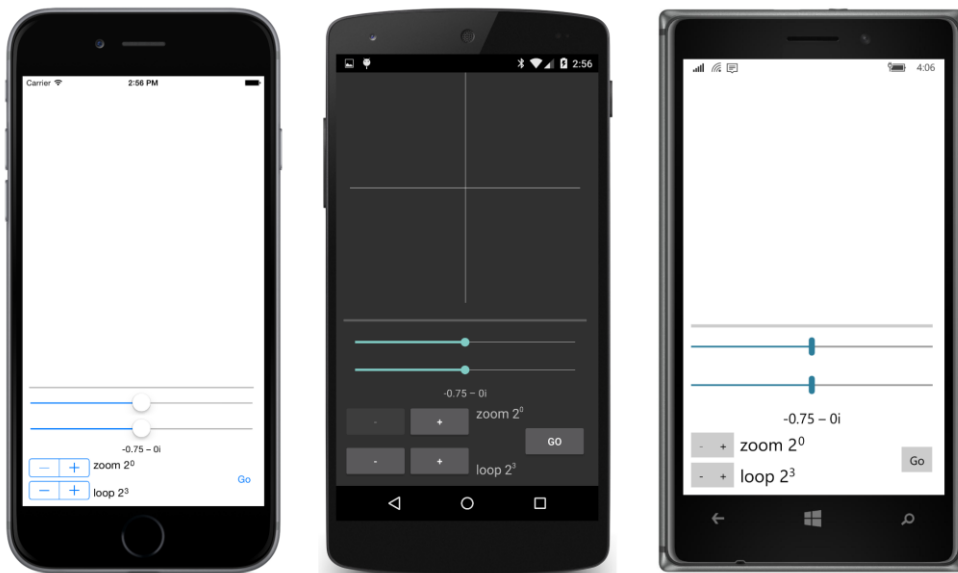 Carrier 2:56 PM
-0.75 – 0i
− + zoom 2⁰
− + loop 2³
Go
2:56
-0.75 – 0i
- + zoom 2⁰
GO
- + loop 2³
4:06
-0.75 – 0i
- + zoom 2⁰
Go
- + loop 2³